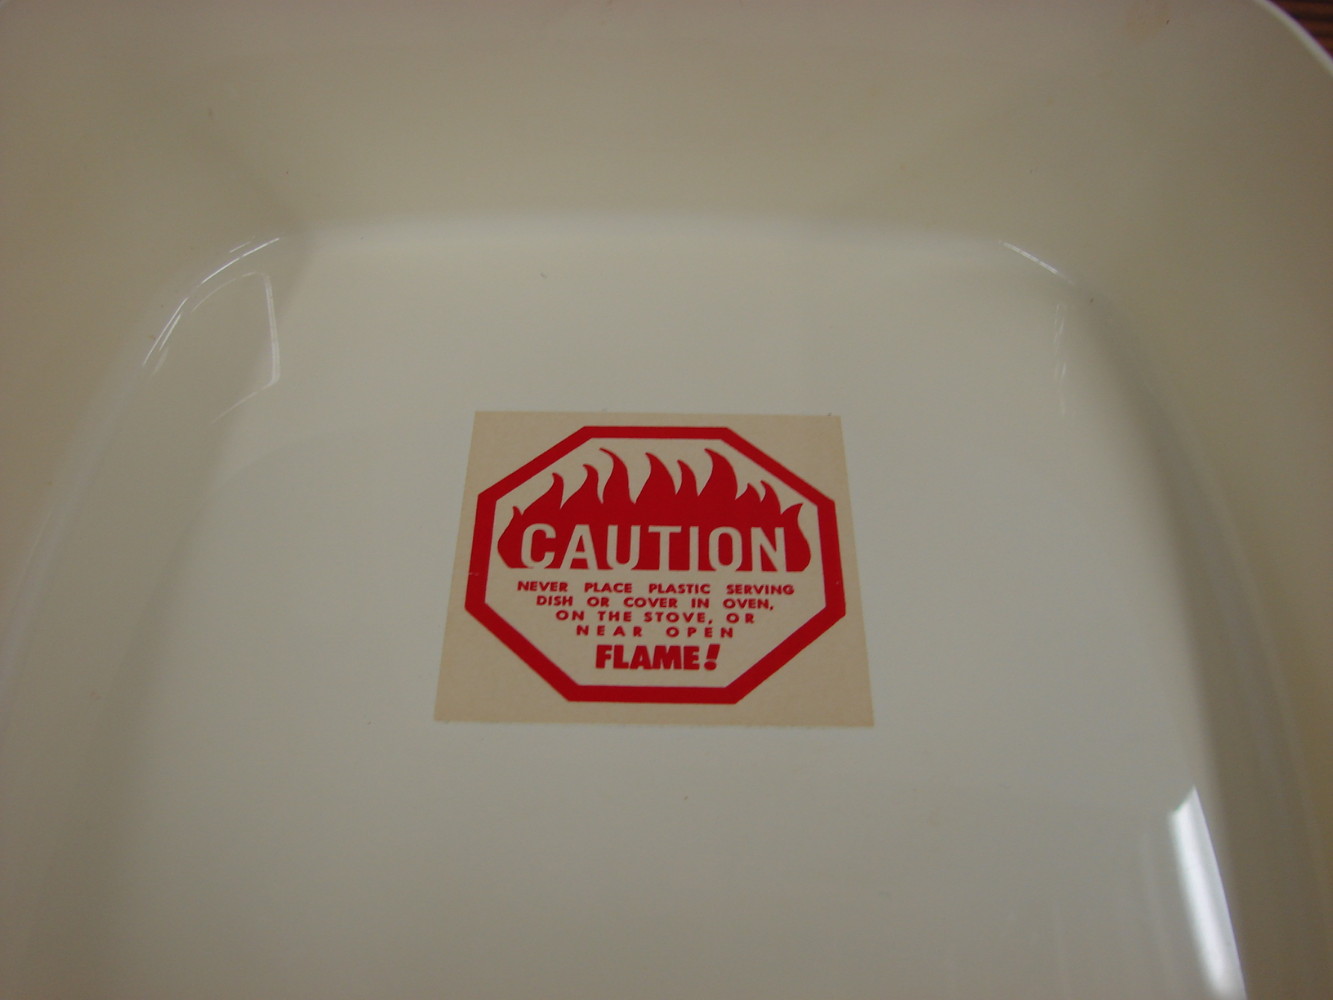 CAUTION
NEVER PLACE PLASTIC SERVING
DISH OR COVER IN OVEN,
ON THE STOVE, OR
NEAR OPEN
FLAME!